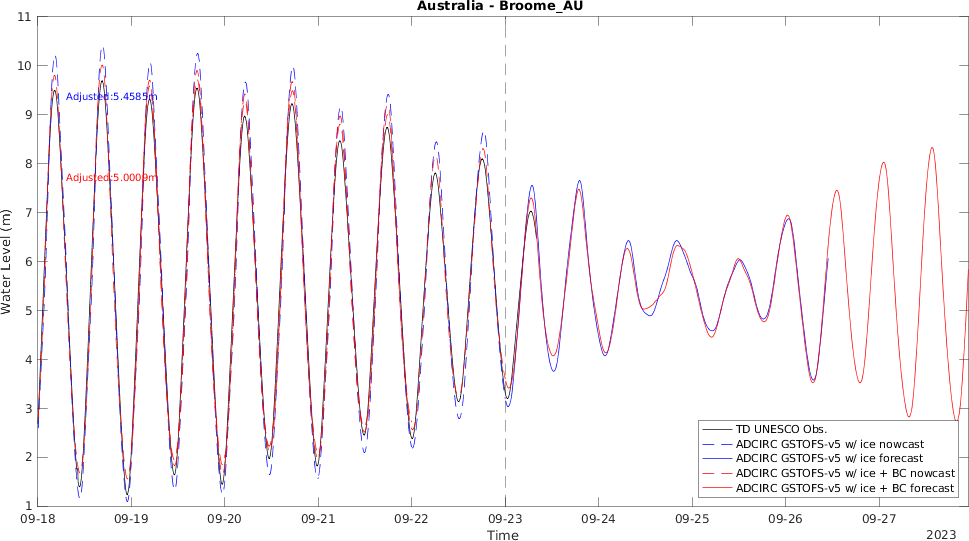 Australia - Broome_AU
11
10
9
8
7
6
5
4
3
2
1
Water Level (m)
Adjusted:5.4585m
Adjusted:5.0009m
TD UNESCO Obs.
ADCIRC GSTOFS-v5 w/ ice nowcast
ADCIRC GSTOFS-v5 w/ ice forecast
ADCIRC GSTOFS-v5 w/ ice + BC nowcast
ADCIRC GSTOFS-v5 w/ ice + BC forecast
09-18 09-19 09-20 09-21 09-22 09-23 09-24 09-25 09-26 09-27
Time
2023